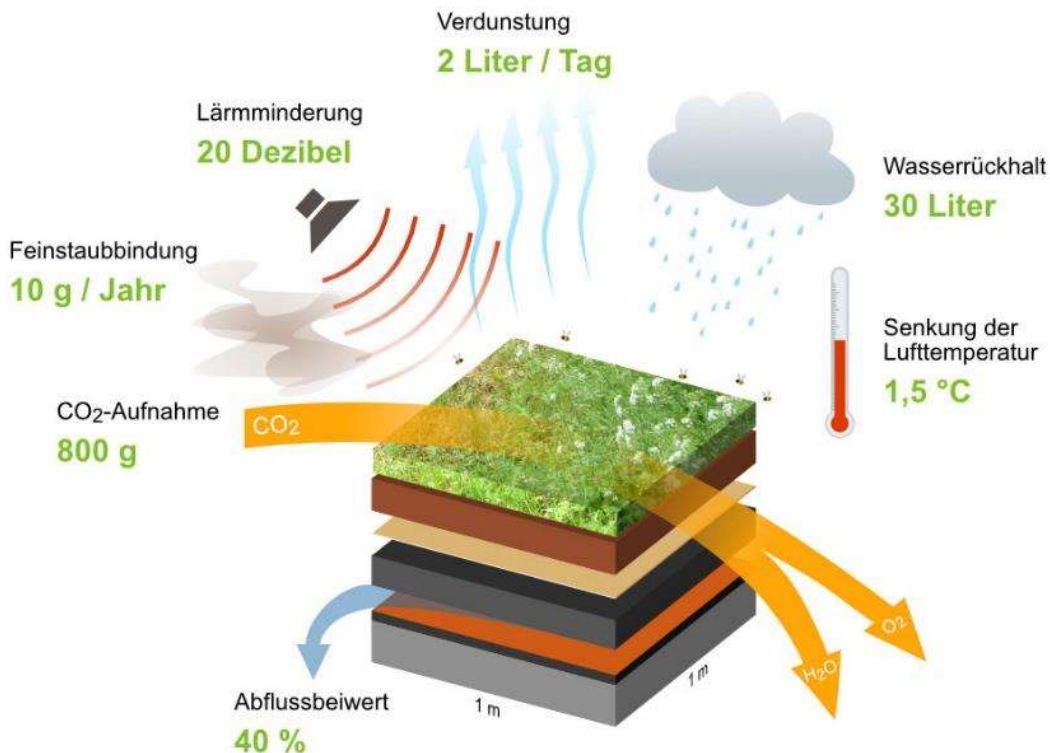 Verdunstung
2 Liter / Tag
Lärmminderung
20 Dezibel
Wasserrückhalt
30 Liter
Feinstaubbindung
10 g / Jahr
Senkung der
Lufttemperatur
1,5 °C
CO₂-Aufnahme
800 g
CO₂
O₂
H₂O
1 m
1 m
Abflussbeiwert
40 %